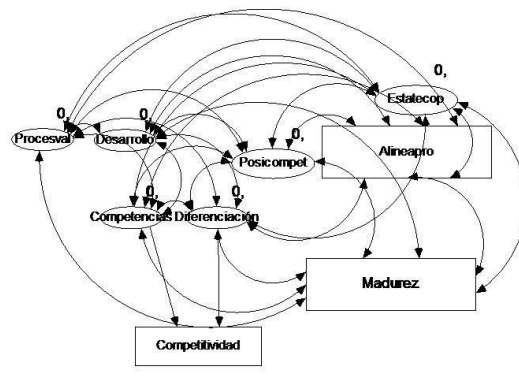 0,
Estatecop
0,
0,
Procesval
Desarrollo
0,
Alineapro
Posicompet
0,
0,
Competencias
Diferenciación
Madurez
Competitividad